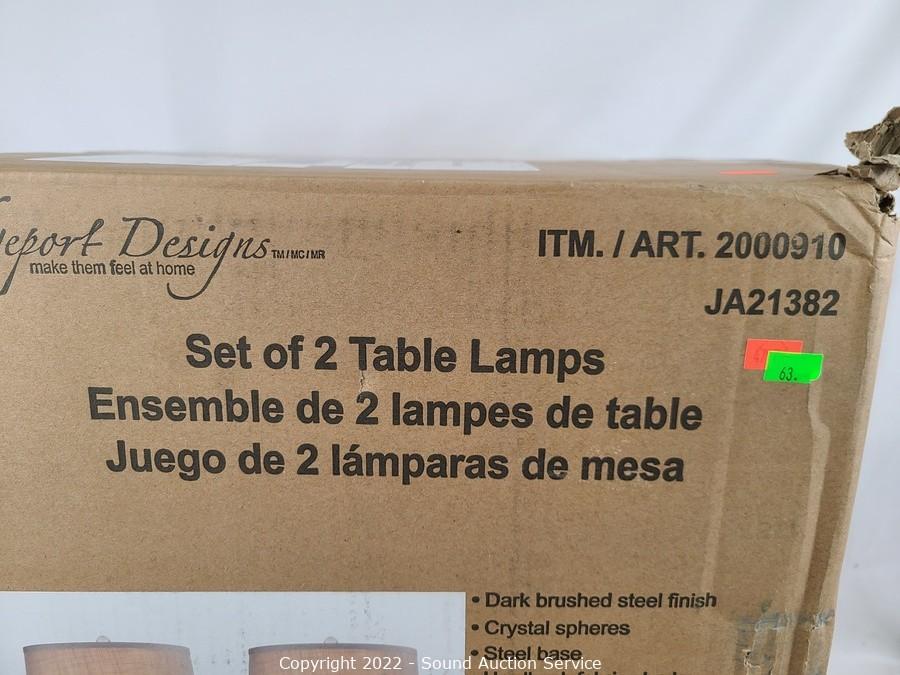 Designs TM/MC/MR
make them feel at home
ITM. / ART. 2000910
JA21382
Set of 2 Table Lamps
Ensemble de 2 lampes de table
Juego de 2 lámparas de mesa
63.
• Dark brushed steel finish
• Crystal spheres
• Steel base
Copyright 2022 - Sound Auction Service